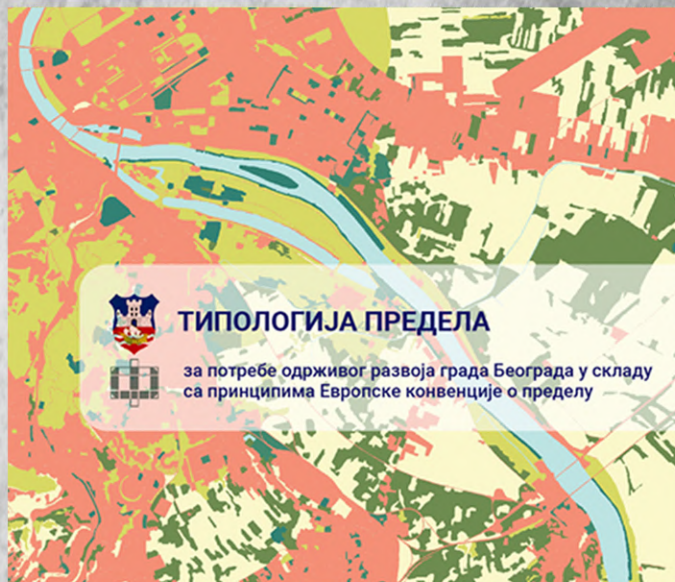 ТИПОЛОГИЈА ПРЕДЕЛА
за потребе одрживог развоја града Београда у складу
са принципима Европске конвенције о пределу